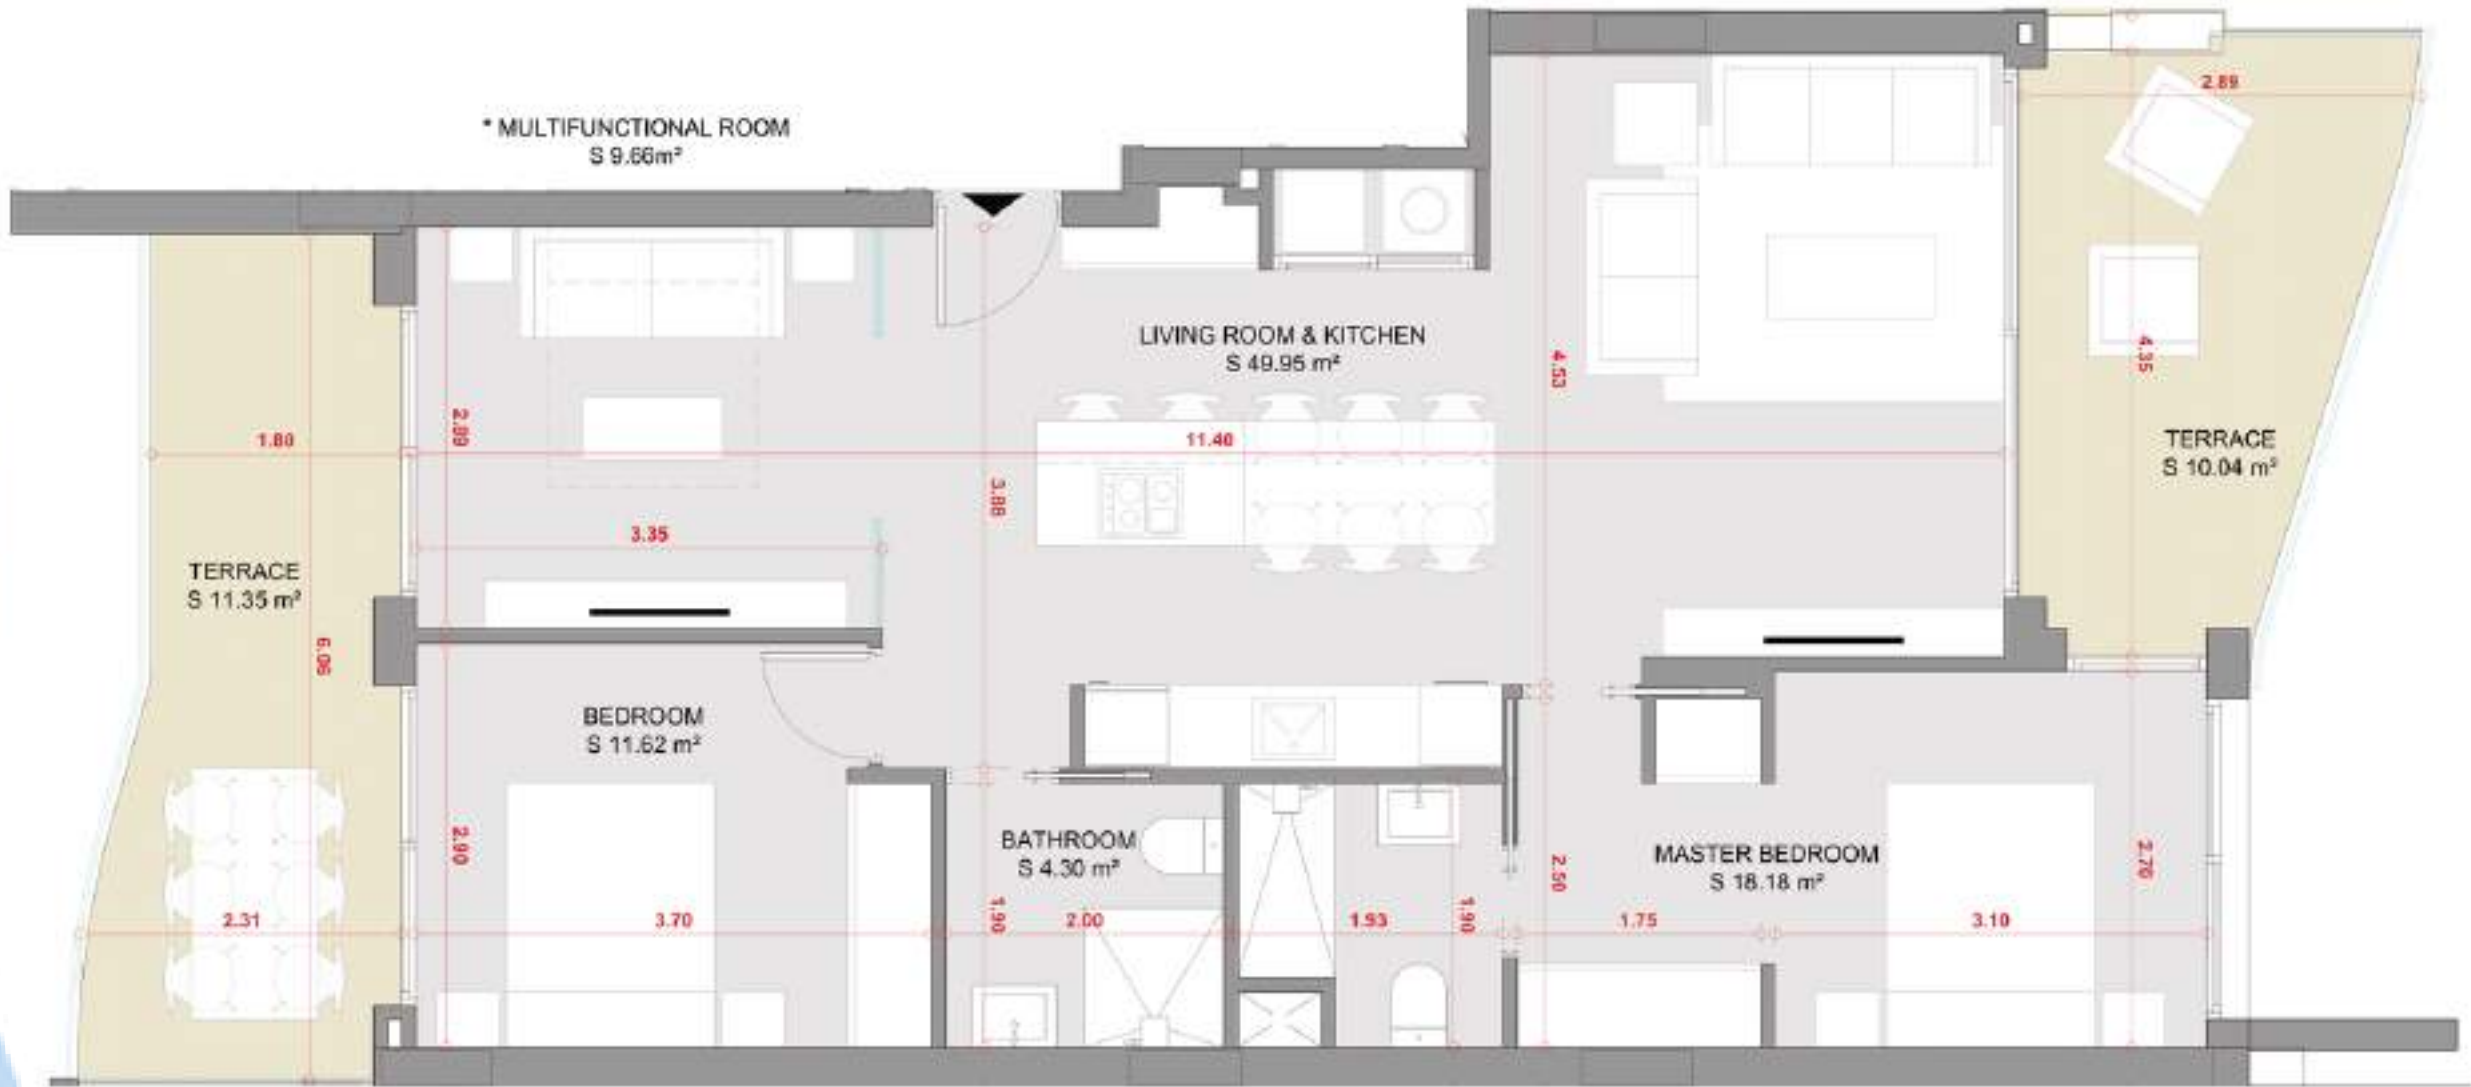 * MULTIFUNCTIONAL ROOM
S 9.66m²
2.89
LIVING ROOM & KITCHEN
S 49.95 m²
4.53
4.35
1.80
2.89
11.40
TERRACE
S 10.04 m²
3.88
3.35
TERRACE
S 11.35 m²
6.06
BEDROOM
S 11.62 m²
2.90
BATHROOM
S 4.30 m²
MASTER BEDROOM
S 18.18 m²
2.50
2.70
2.31
3.70
1.90
2.00
1.93
1.90
1.75
3.10